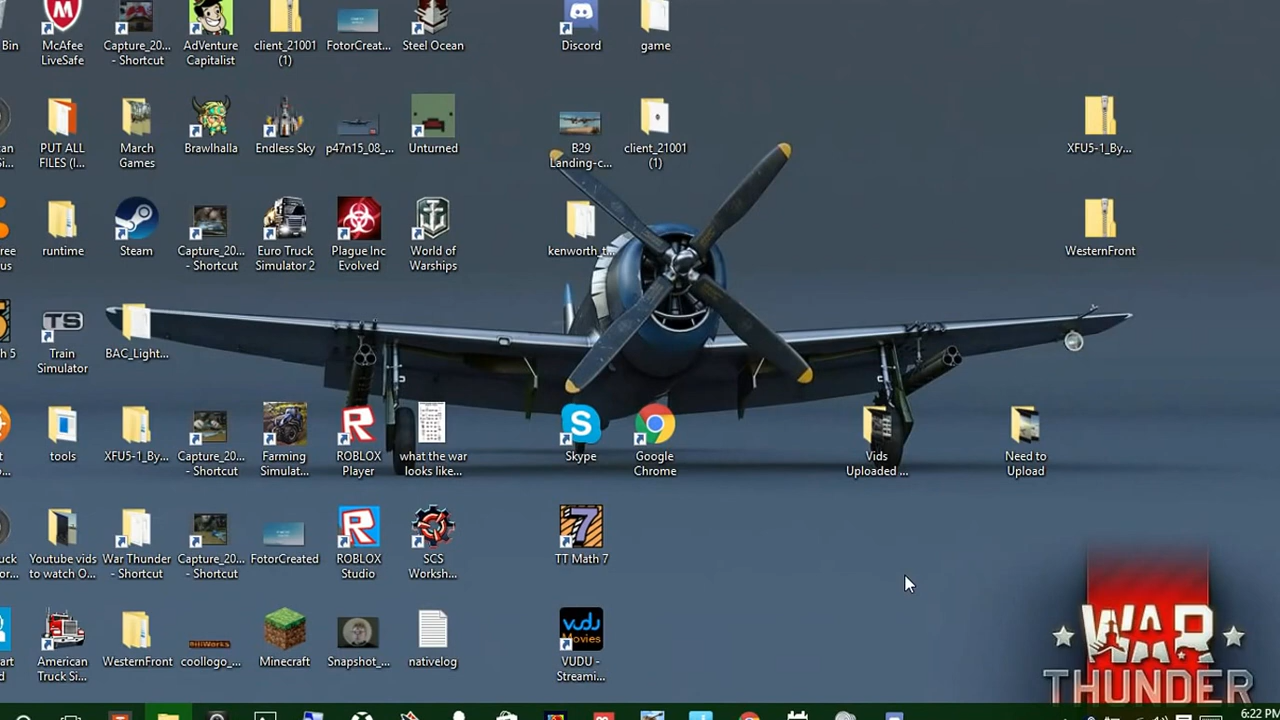 Bin
McAfee
LiveSafe
Capture_20...
- Shortcut
AdVenture
Capitalist
client_21001
(1)
FotorCreat...
Steel Ocean
Discord
game
PUT ALL
FILES (I...
March
Games
Brawlhalla
Endless Sky
p47n15_08_...
Unturned
B29
Landing-c...
client_21001
(1)
XFU5-1_By...
runtime
Steam
Capture_20...
- Shortcut
Euro Truck
Simulator 2
Plague Inc
Evolved
World of
Warships
kenworth_t...
WesternFront
TS
Train
Simulator
BAC_Light...
tools
XFU5-1_By...
Capture_20...
- Shortcut
Farming
Simulat...
ROBLOX
Player
what the war
looks like...
S
Skype
Google
Chrome
Vids
Uploaded ...
Need to
Upload
Youtube vids
to watch O...
War Thunder
- Shortcut
Capture_20...
- Shortcut
FotorCreated
ROBLOX
Studio
SCS
Worksh...
7
TT Math 7
American
Truck Si...
WesternFront
coollogo_...
Minecraft
Snapshot_...
nativelog
vudu
Movies
VUDU -
Streami...
WAR
THUNDER
6:22 PM